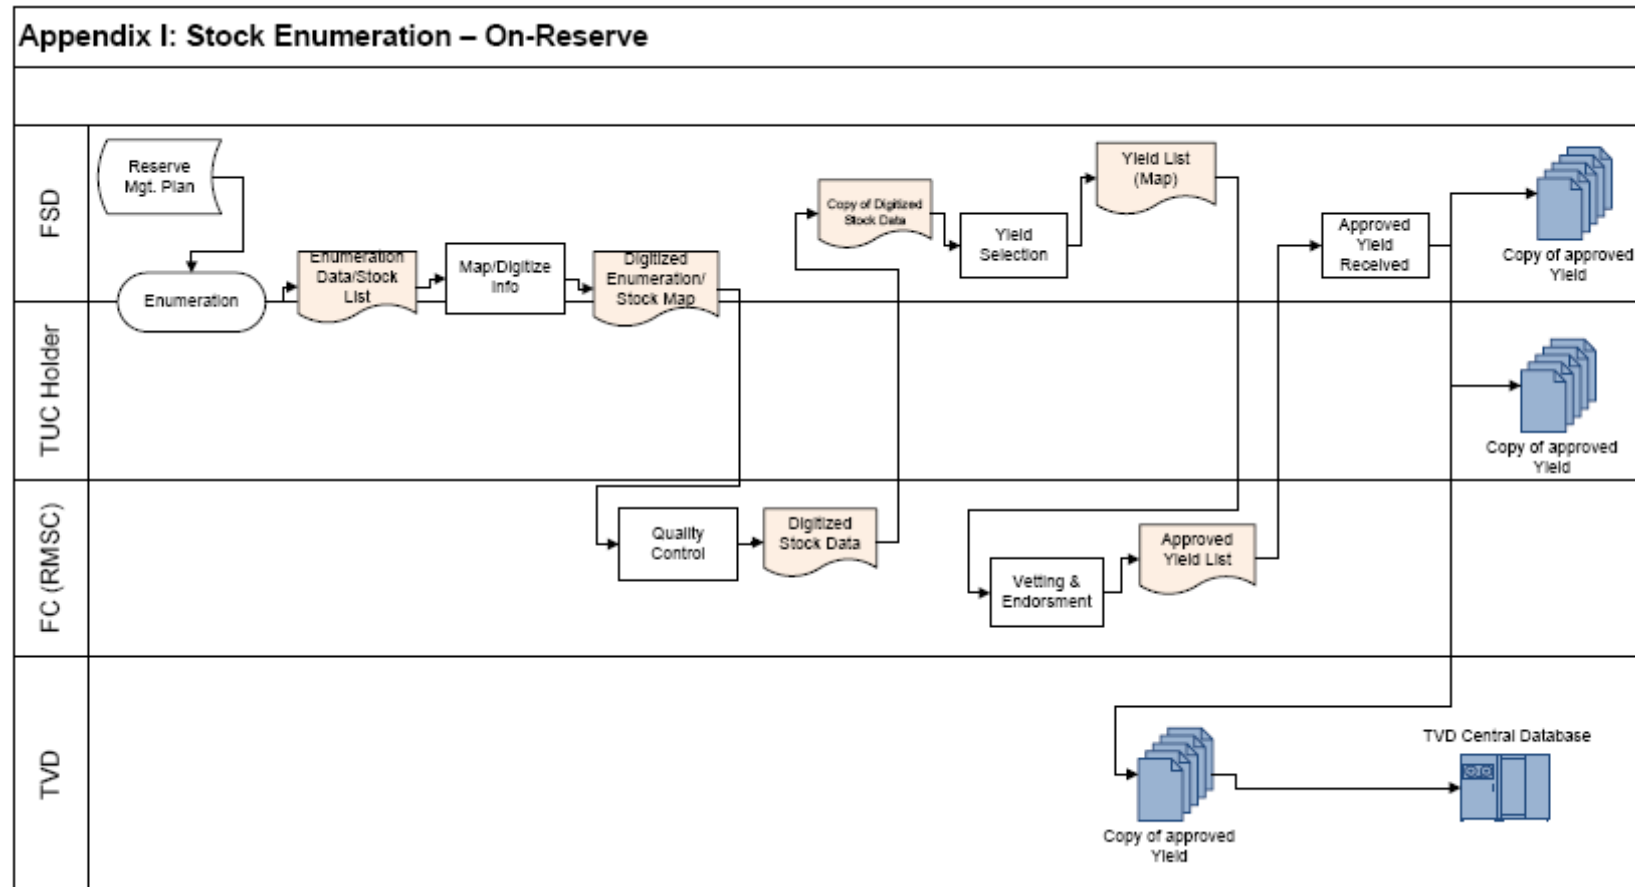 Appendix I: Stock Enumeration – On-Reserve
FSD
Reserve
Mgt. Plan
Enumeration
Enumeration
Data/Stock
List
Map/Digitize
Info
Digitized
Enumeration/
Stock Map
Copy of Digitized
Stock Data
Yield
Selection
Yield List
(Map)
Approved
Yield
Received
Copy of approved
Yield
TUC Holder
Copy of approved
Yield
FC (RMSC)
Quality
Control
Digitized
Stock Data
Vetting &
Endorsment
Approved
Yield List
TVD
Copy of approved
Yield
TVD Central Database